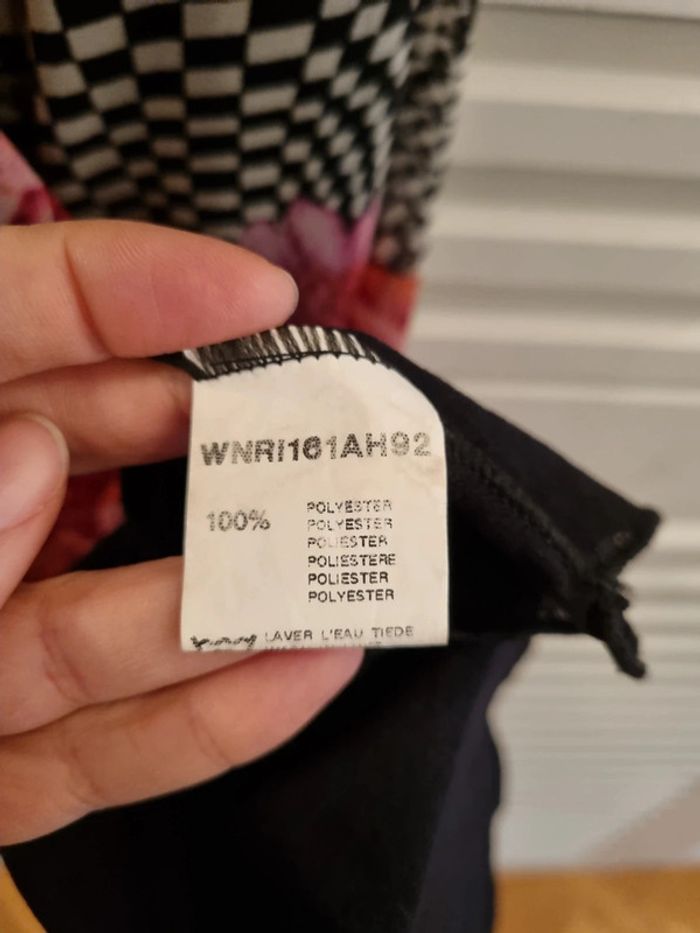 WNRI161AH92
100%
POLYESTER
POLYESTER
POLIESTER
POLIESTERE
POLIESTER
POLYESTER
LAVER L'EAU TIEDE